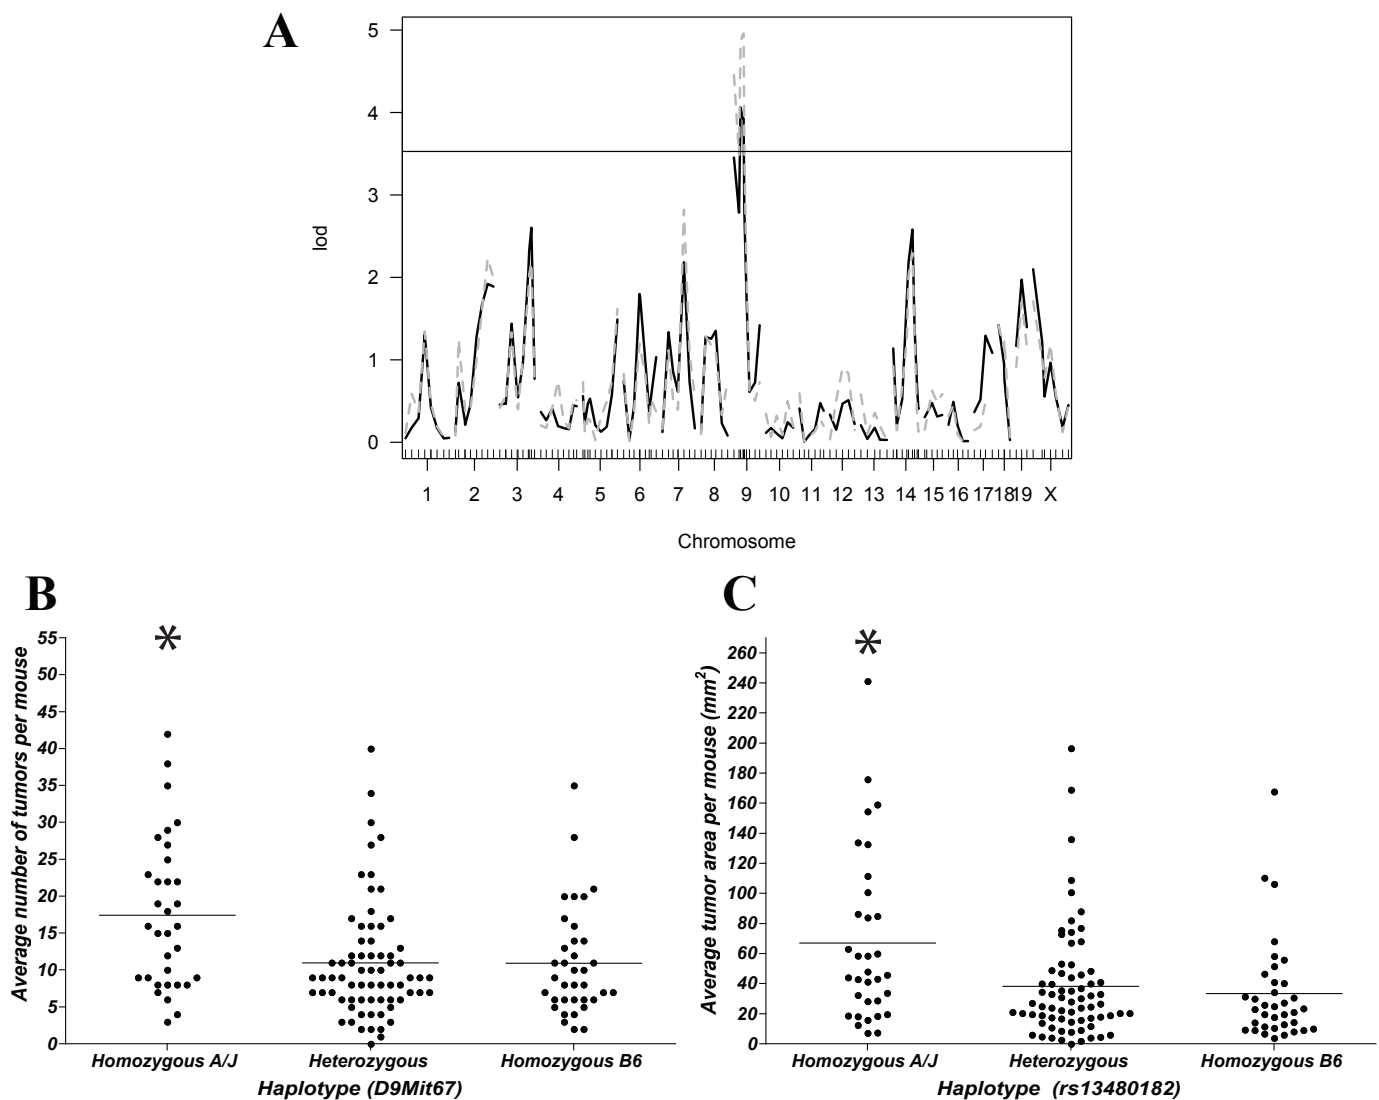 A
lod
5
4
3
2
1
0
1 2 3 4 5 6 7 8 9 10 11 12 13 14 15 16 17 18 19 X
Chromosome
B
Average number of tumors per mouse
55
50
45
40
35
30
25
20
15
10
5
0
*
Homozygous A/J Heterozygous Homozygous B6
Haplotype (D9Mit67)
C
Average tumor area per mouse (mm²)
260
240
220
200
180
160
140
120
100
80
60
40
20
0
*
Homozygous A/J Heterozygous Homozygous B6
Haplotype (rs13480182)